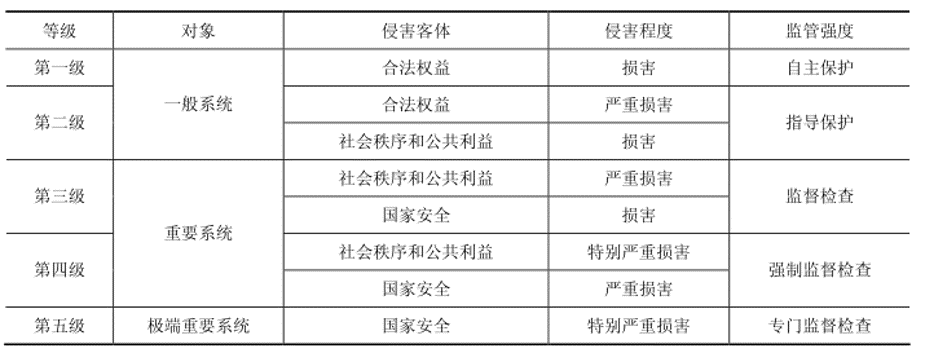 等级 对象 侵害客体 侵害程度 监管强度
第一级 一般系统 合法权益 损害 自主保护
第二级 合法权益 严重损害 指导保护
社会秩序和公共利益 损害
第三级 重要系统 社会秩序和公共利益 严重损害 监督检查
国家安全 损害
第四级 社会秩序和公共利益 特别严重损害 强制监督检查
国家安全 严重损害
第五级 极端重要系统 国家安全 特别严重损害 专门监督检查